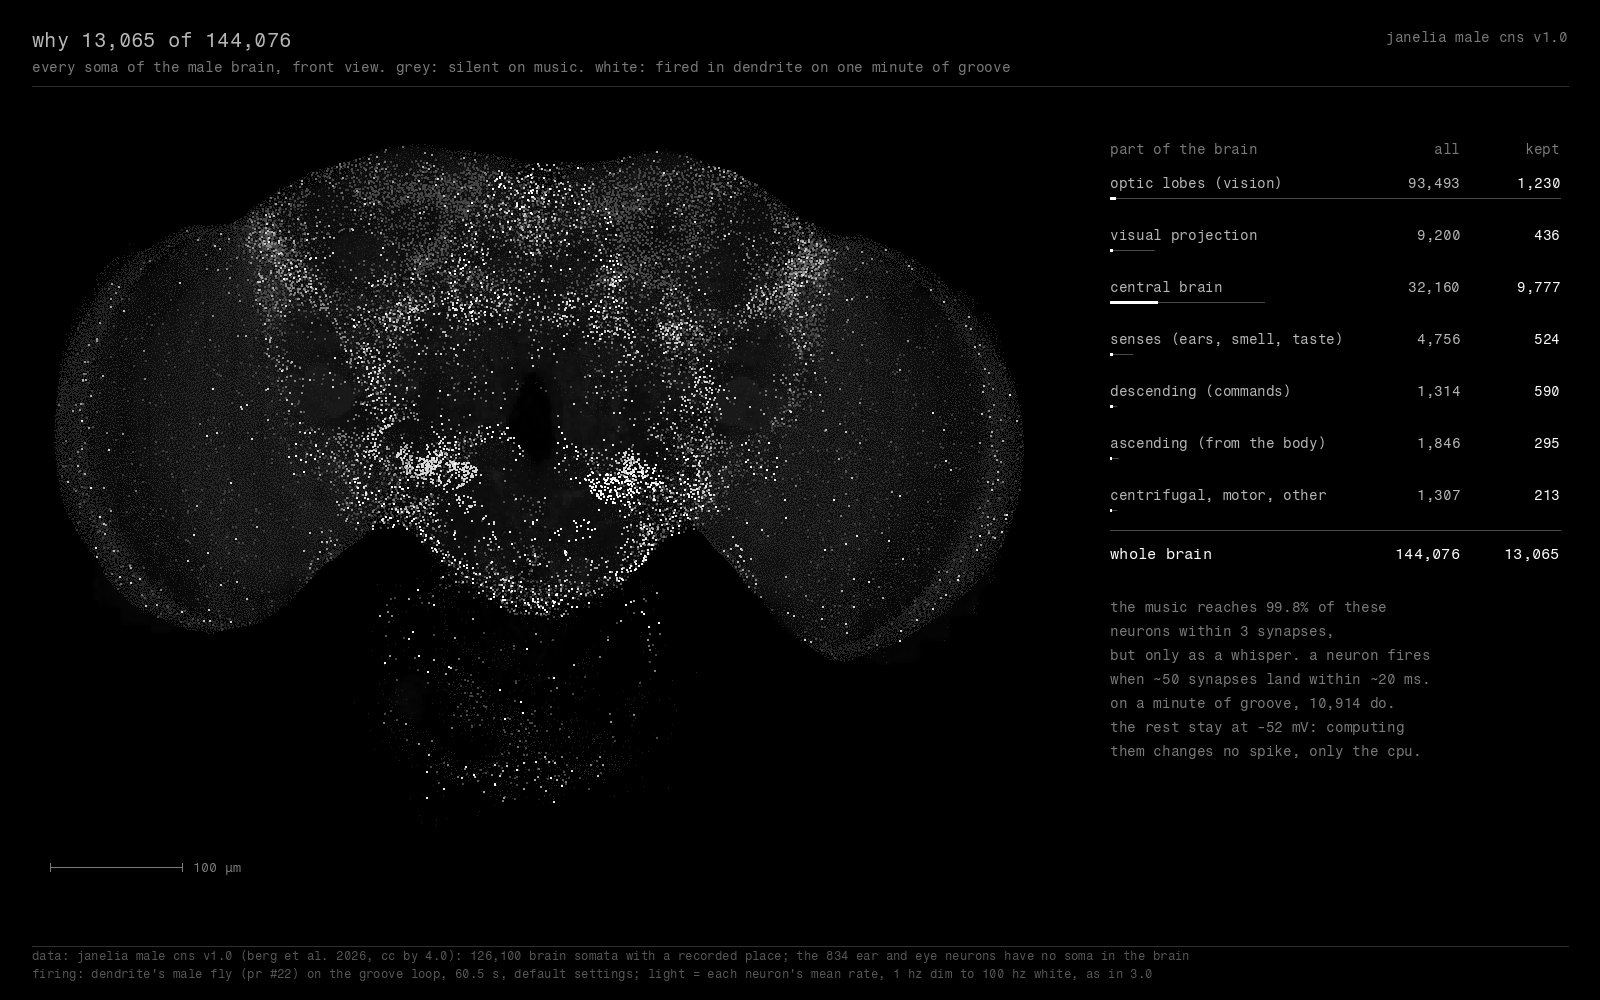 why 13,065 of 144,076
janelia male cns v1.0
every soma of the male brain, front view. grey: silent on music. white: fired in dendrite on one minute of groove
part of the brain all kept
optic lobes (vision) 93,493 1,230
visual projection 9,200 436
central brain 32,160 9,777
senses (ears, smell, taste) 4,756 524
descending (commands) 1,314 590
ascending (from the body) 1,846 295
centrifugal, motor, other 1,307 213
whole brain 144,076 13,065
the music reaches 99.8% of these
neurons within 3 synapses,
but only as a whisper. a neuron fires
when ~50 synapses land within ~20 ms.
on a minute of groove, 10,914 do.
the rest stay at -52 mV: computing
them changes no spike, only the cpu.
100 µm
data: janelia male cns v1.0 (berg et al. 2026, cc by 4.0): 126,100 brain somata with a recorded place; the 834 ear and eye neurons have no soma in the brain
firing: dendrite's male fly (pr #22) on the groove loop, 60.5 s, default settings; light = each neuron's mean rate, 1 hz dim to 100 hz white, as in 3.0